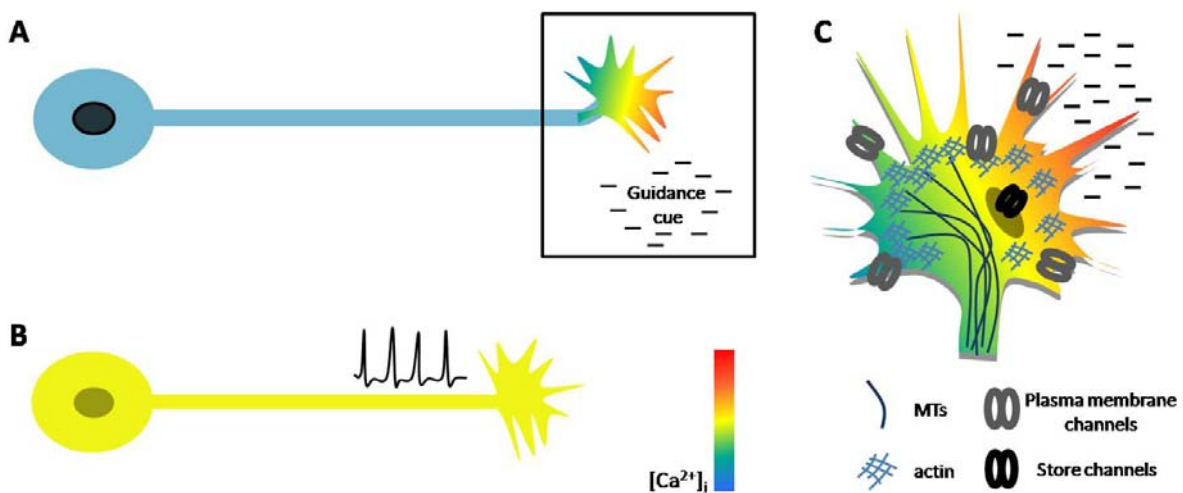 A
Guidance
cue
B
[Ca²⁺]ᵢ
C
MTs
Plasma membrane
channels
actin
Store channels